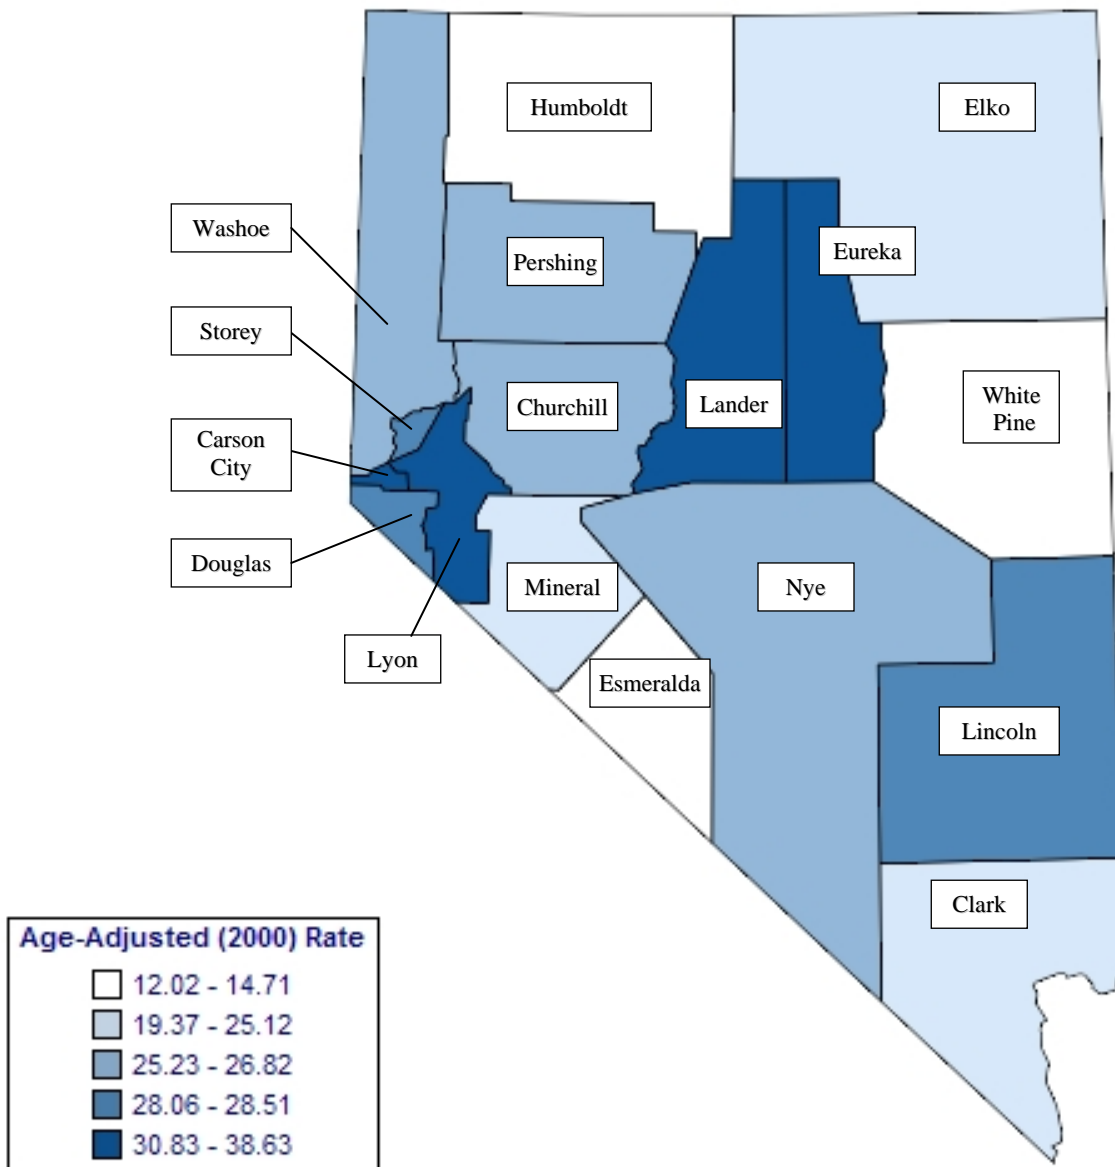 Humboldt
Elko
Washoe
Eureka
Pershing
Storey
Lander
Churchill
White
Pine
Carson
City
Douglas
Mineral
Nye
Lyon
Esmeralda
Lincoln
Clark
Age-Adjusted (2000) Rate
12.02 - 14.71
19.37 - 25.12
25.23 - 26.82
28.06 - 28.51
30.83 - 38.63